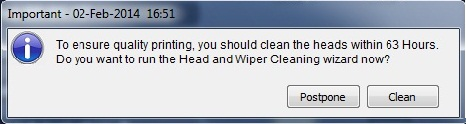 Important - 02-Feb-2014 16:51
To ensure quality printing, you should clean the heads within 63 Hours.
Do you want to run the Head and Wiper Cleaning wizard now?
Postpone Clean